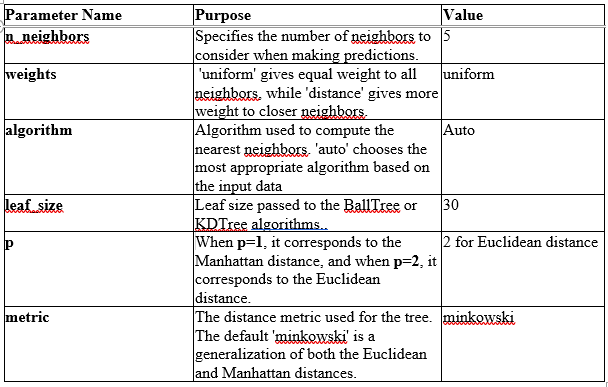 Parameter Name Purpose Value
n_neighbors Specifies the number of neighbors to 5
consider when making predictions.
weights 'uniform' gives equal weight to all uniform
neighbors, while 'distance' gives more
weight to closer neighbors.
algorithm Algorithm used to compute the Auto
nearest neighbors. 'auto' chooses the
most appropriate algorithm based on
the input data
leaf_size Leaf size passed to the BallTree or 30
KDTree algorithms..
p When p=1, it corresponds to the 2 for Euclidean distance
Manhattan distance, and when p=2, it
corresponds to the Euclidean
distance.
metric The distance metric used for the tree. minkowski
The default 'minkowski' is a
generalization of both the Euclidean
and Manhattan distances.